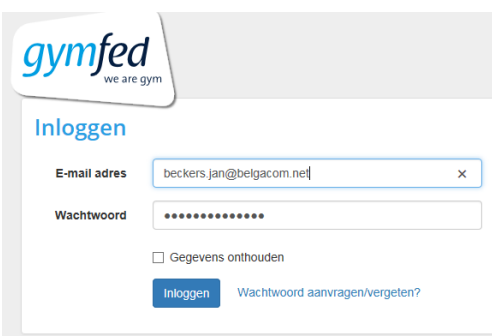 gymfed
we are gym
Inloggen
E-mail adres beckers.jan@belgacom.net ×
Wachtwoord ••••••••••••••
Gegevens onthouden
Inloggen Wachtwoord aanvragen/vergeten?